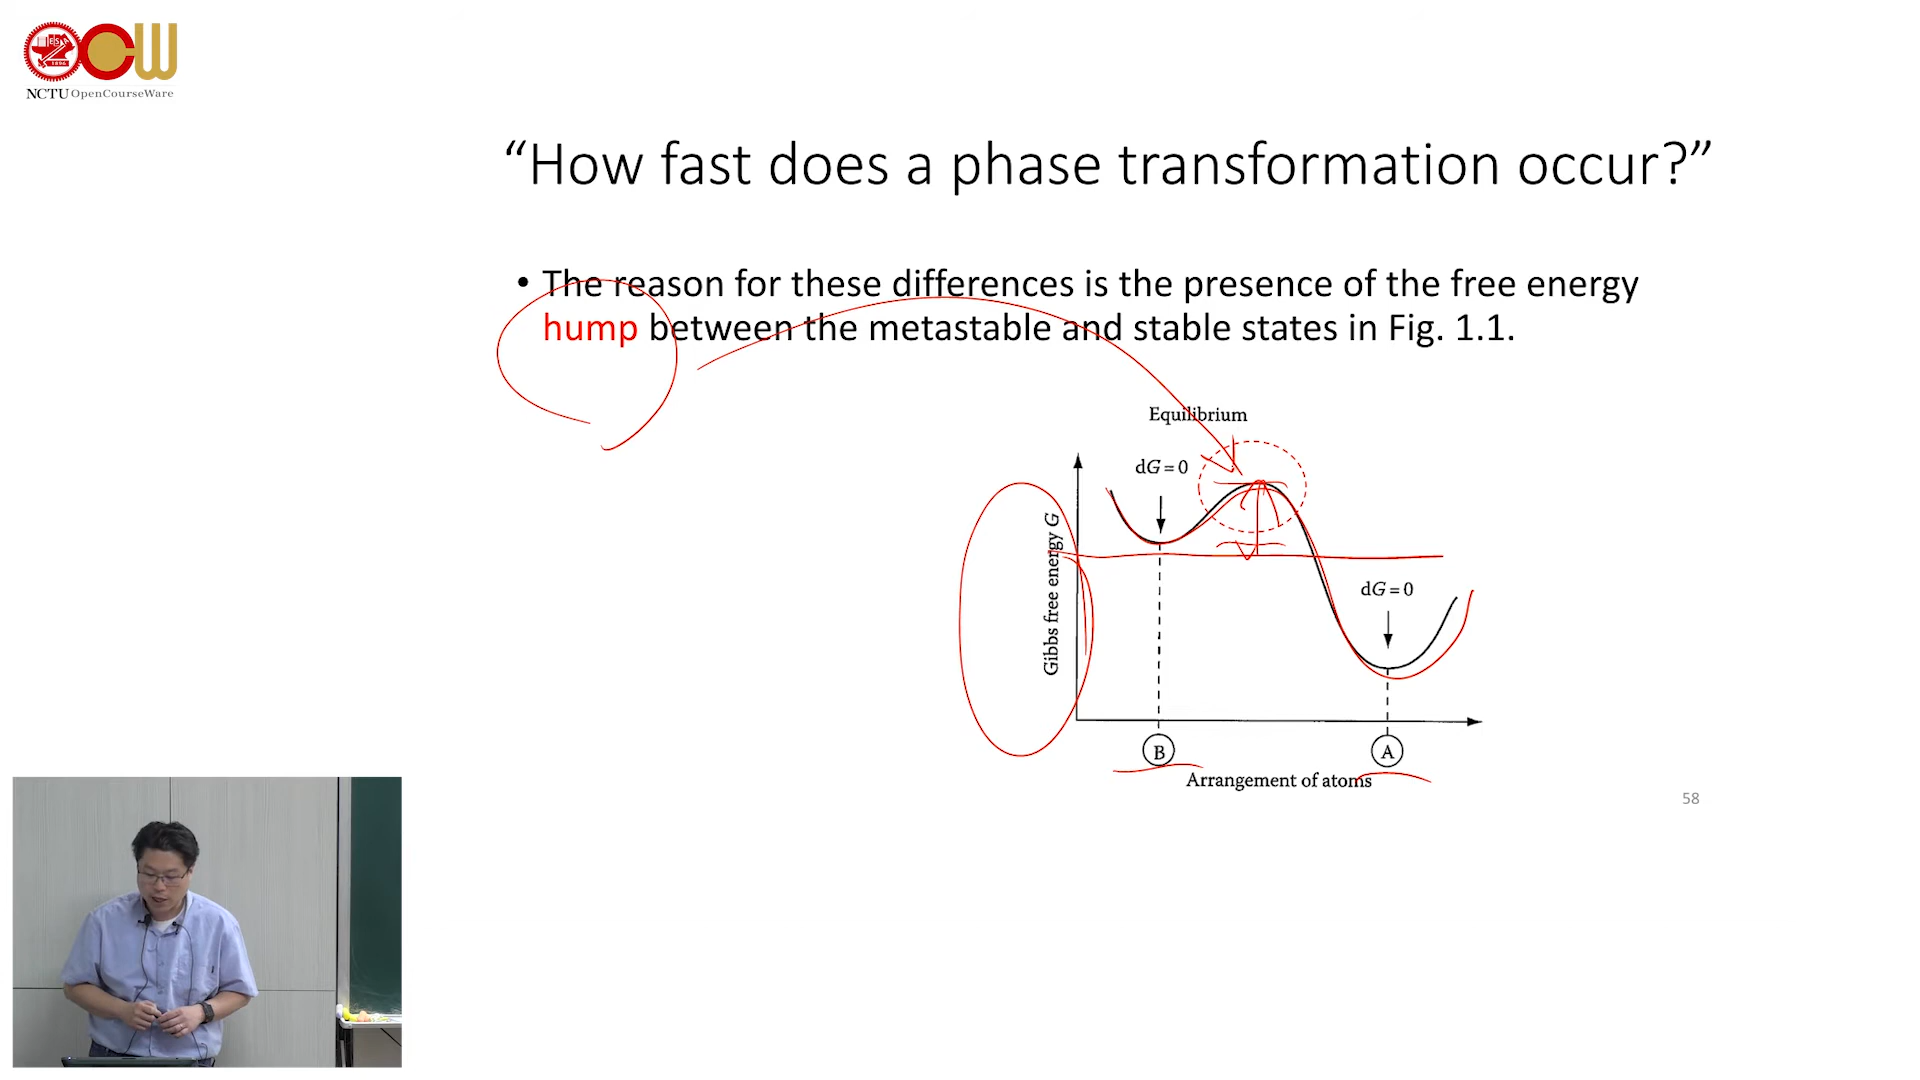 NCTU OpenCourseWare
“How fast does a phase transformation occur?”
• The reason for these differences is the presence of the free energy
hump between the metastable and stable states in Fig. 1.1.
Equilibrium
dG = 0
dG = 0
Gibbs free energy G
B
A
Arrangement of atoms
58